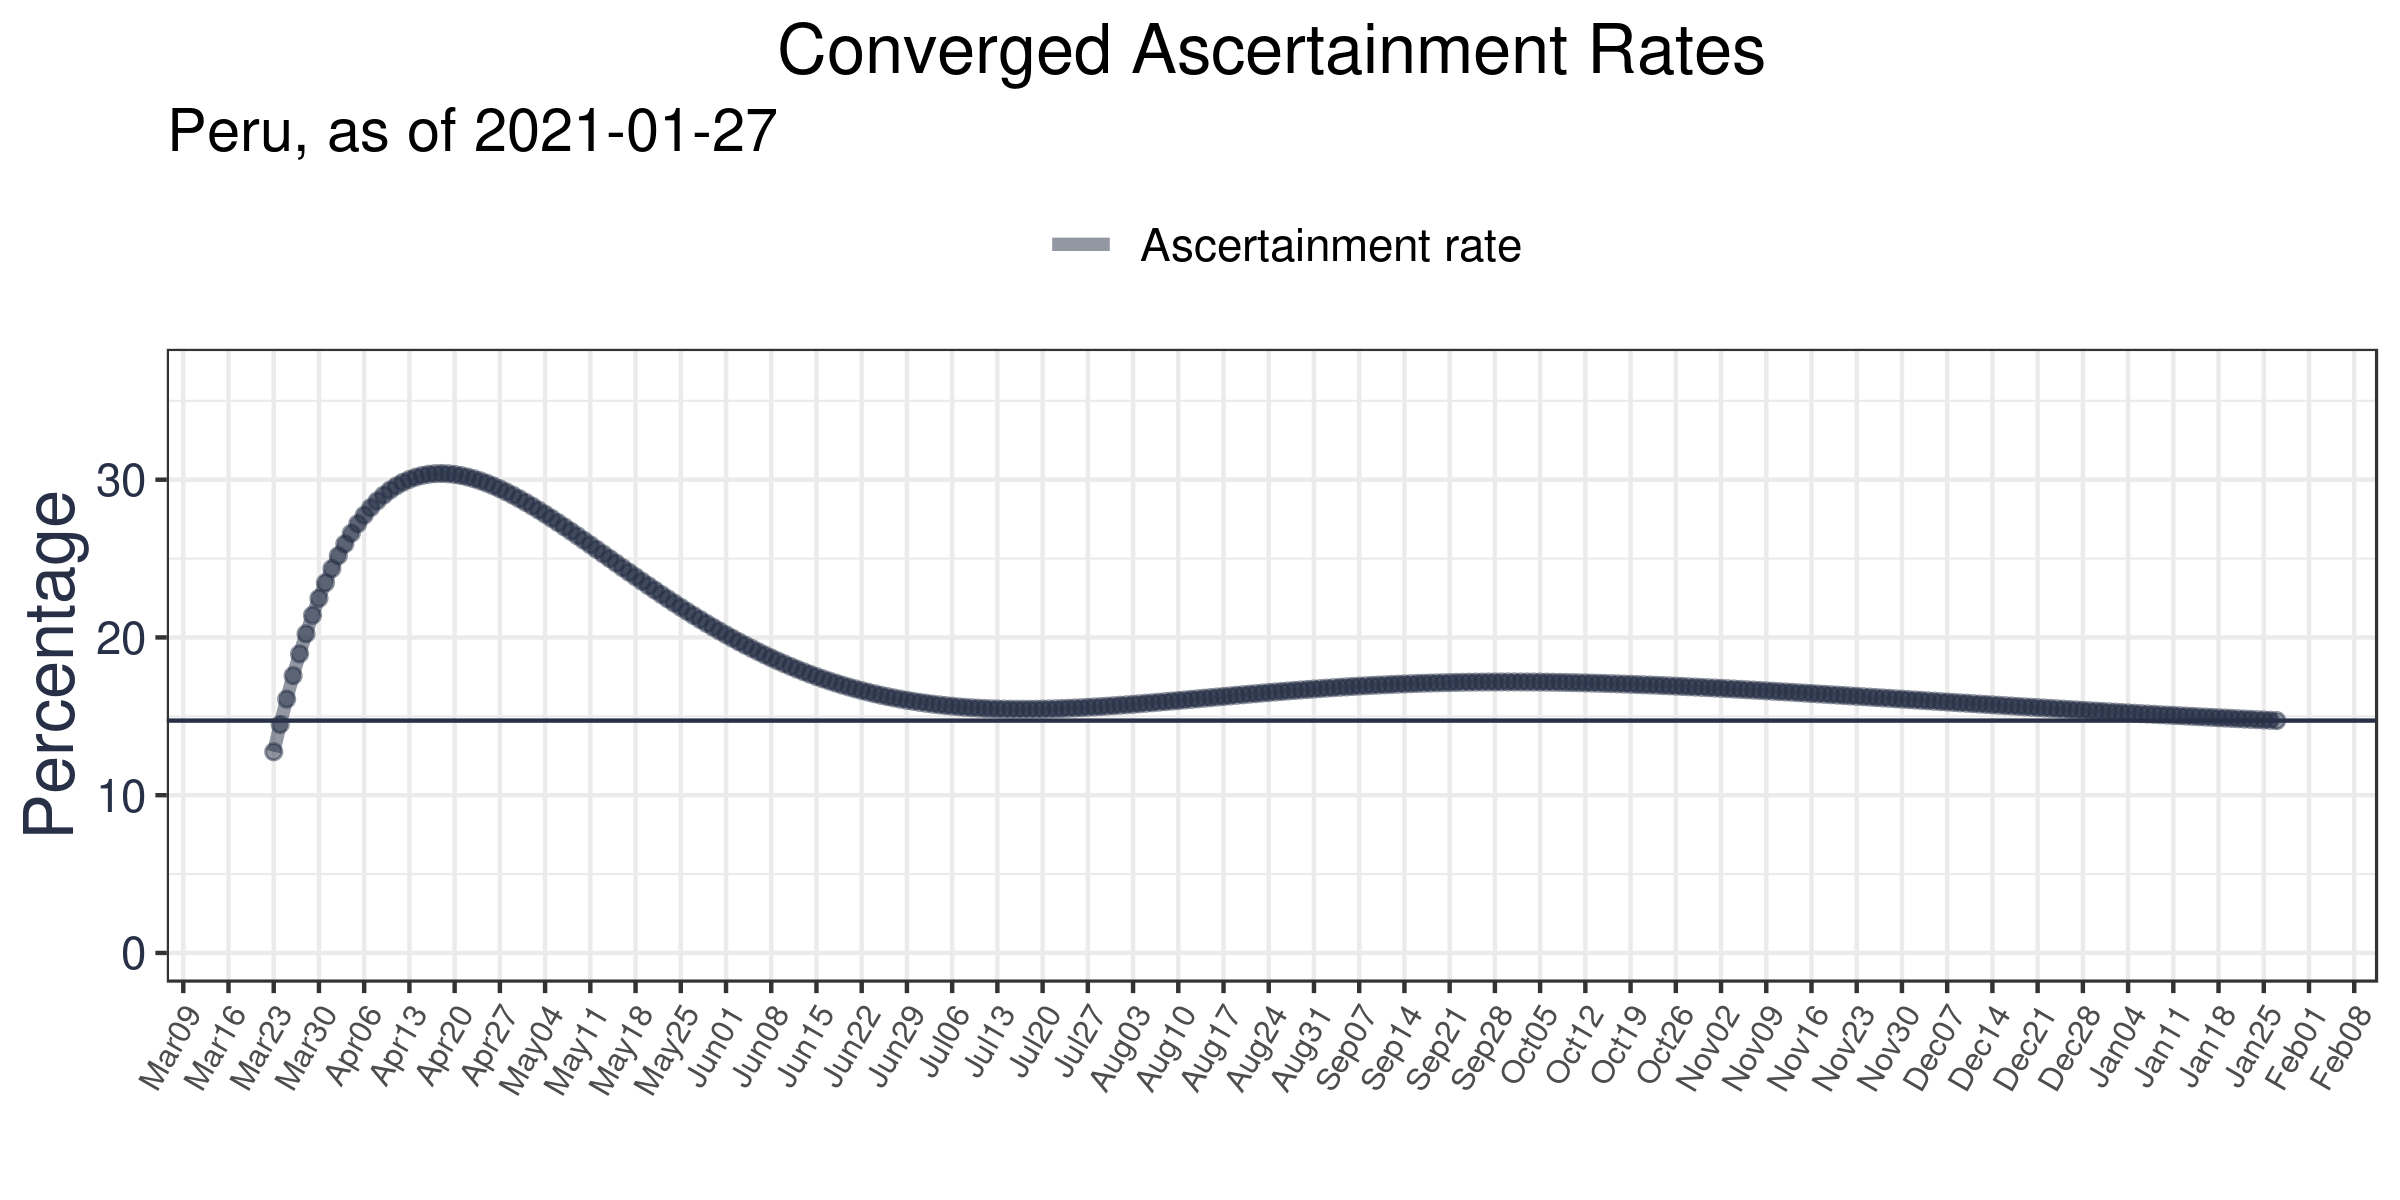 Converged Ascertainment Rates
Peru, as of 2021-01-27
Ascertainment rate
Percentage
30
20
10
0
Mar09
Mar16
Mar23
Mar30
Apr06
Apr13
Apr20
Apr27
May04
May11
May18
May25
Jun01
Jun08
Jun15
Jun22
Jun29
Jul06
Jul13
Jul20
Jul27
Aug03
Aug10
Aug17
Aug24
Aug31
Sep07
Sep14
Sep21
Sep28
Oct05
Oct12
Oct19
Oct26
Nov02
Nov09
Nov16
Nov23
Nov30
Dec07
Dec14
Dec21
Dec28
Jan04
Jan11
Jan18
Jan25
Feb01
Feb08